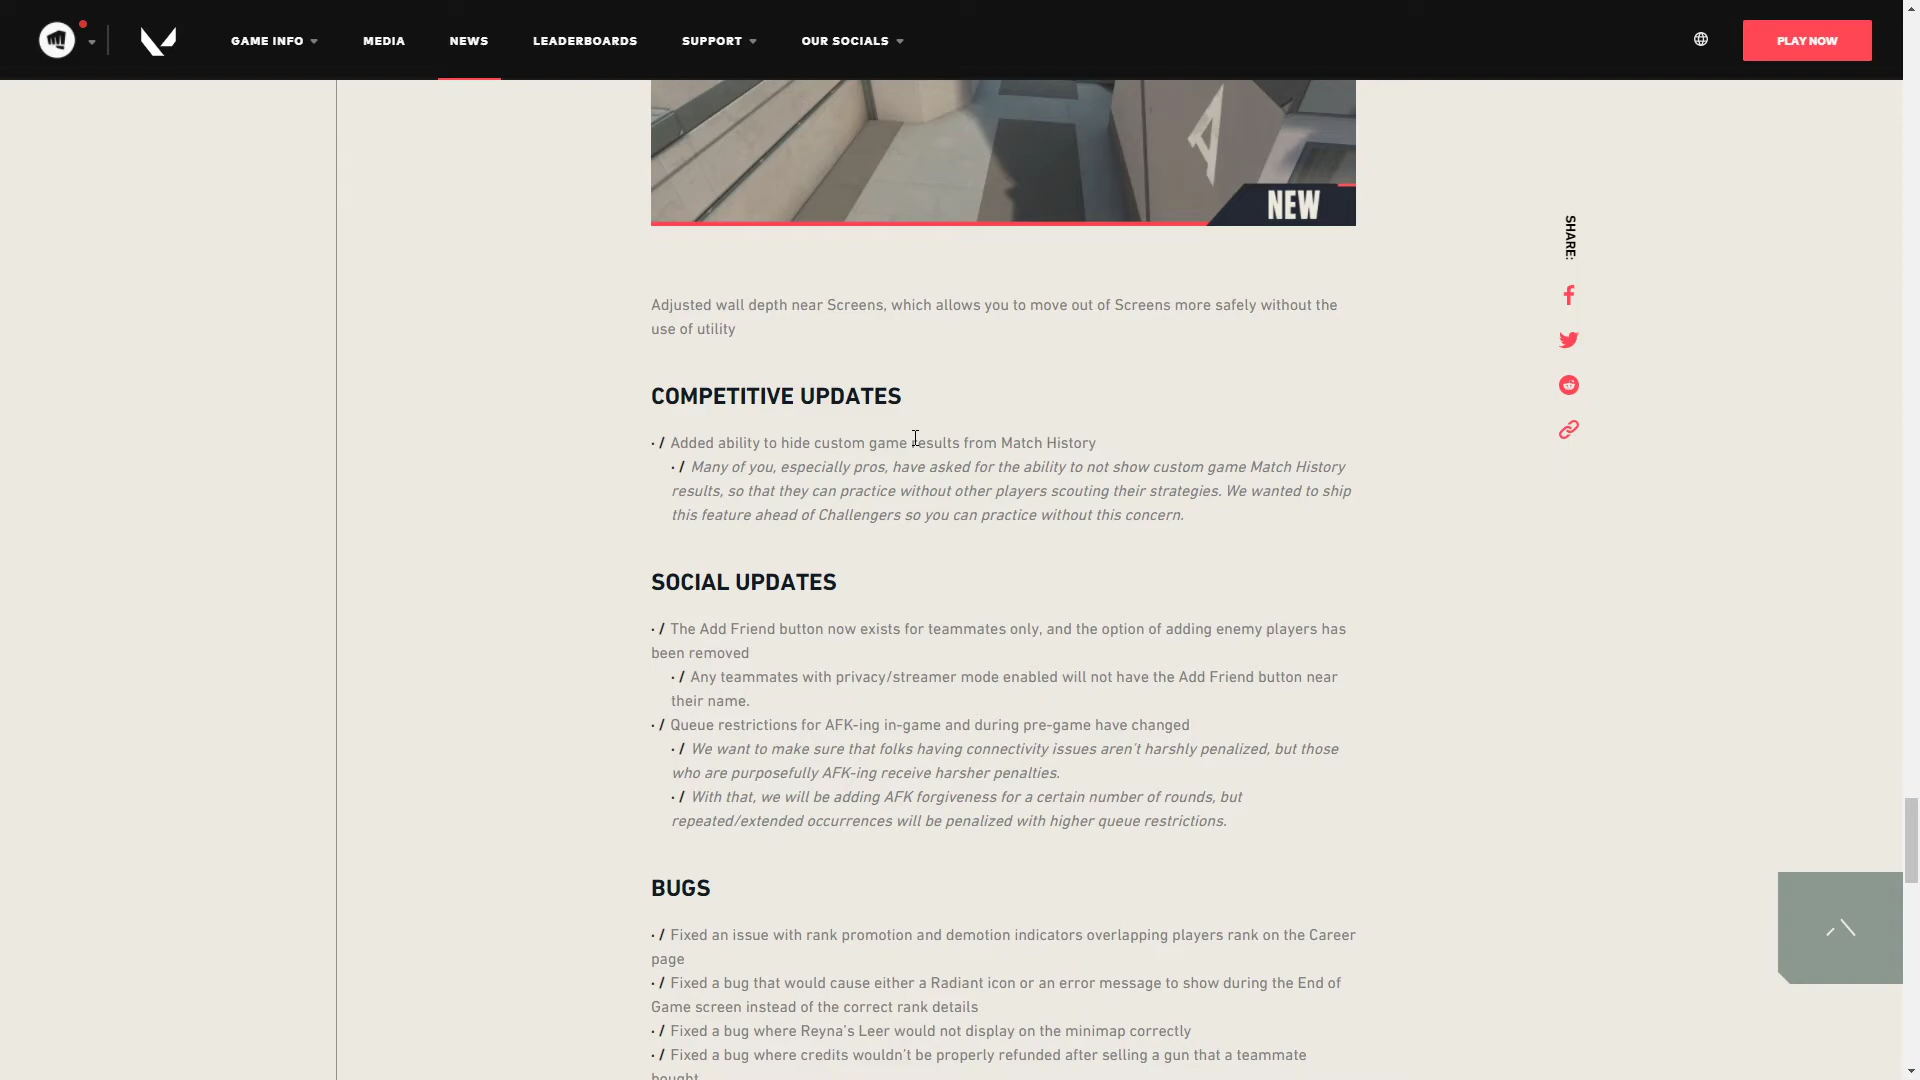 GAME INFO
MEDIA
NEWS
LEADERBOARDS
SUPPORT
OUR SOCIALS
PLAY NOW
A
NEW
SHARE:
Adjusted wall depth near Screens, which allows you to move out of Screens more safely without the
use of utility
COMPETITIVE UPDATES
· / Added ability to hide custom game results from Match History
· / Many of you, especially pros, have asked for the ability to not show custom game Match History
results, so that they can practice without other players scouting their strategies. We wanted to ship
this feature ahead of Challengers so you can practice without this concern.
SOCIAL UPDATES
· / The Add Friend button now exists for teammates only, and the option of adding enemy players has
been removed
· / Any teammates with privacy/streamer mode enabled will not have the Add Friend button near
their name.
· / Queue restrictions for AFK-ing in-game and during pre-game have changed
· / We want to make sure that folks having connectivity issues aren't harshly penalized, but those
who are purposefully AFK-ing receive harsher penalties.
· / With that, we will be adding AFK forgiveness for a certain number of rounds, but
repeated/extended occurrences will be penalized with higher queue restrictions.
BUGS
· / Fixed an issue with rank promotion and demotion indicators overlapping players rank on the Career
page
· / Fixed a bug that would cause either a Radiant icon or an error message to show during the End of
Game screen instead of the correct rank details
· / Fixed a bug where Reyna's Leer would not display on the minimap correctly
· / Fixed a bug where credits wouldn't be properly refunded after selling a gun that a teammate
bought